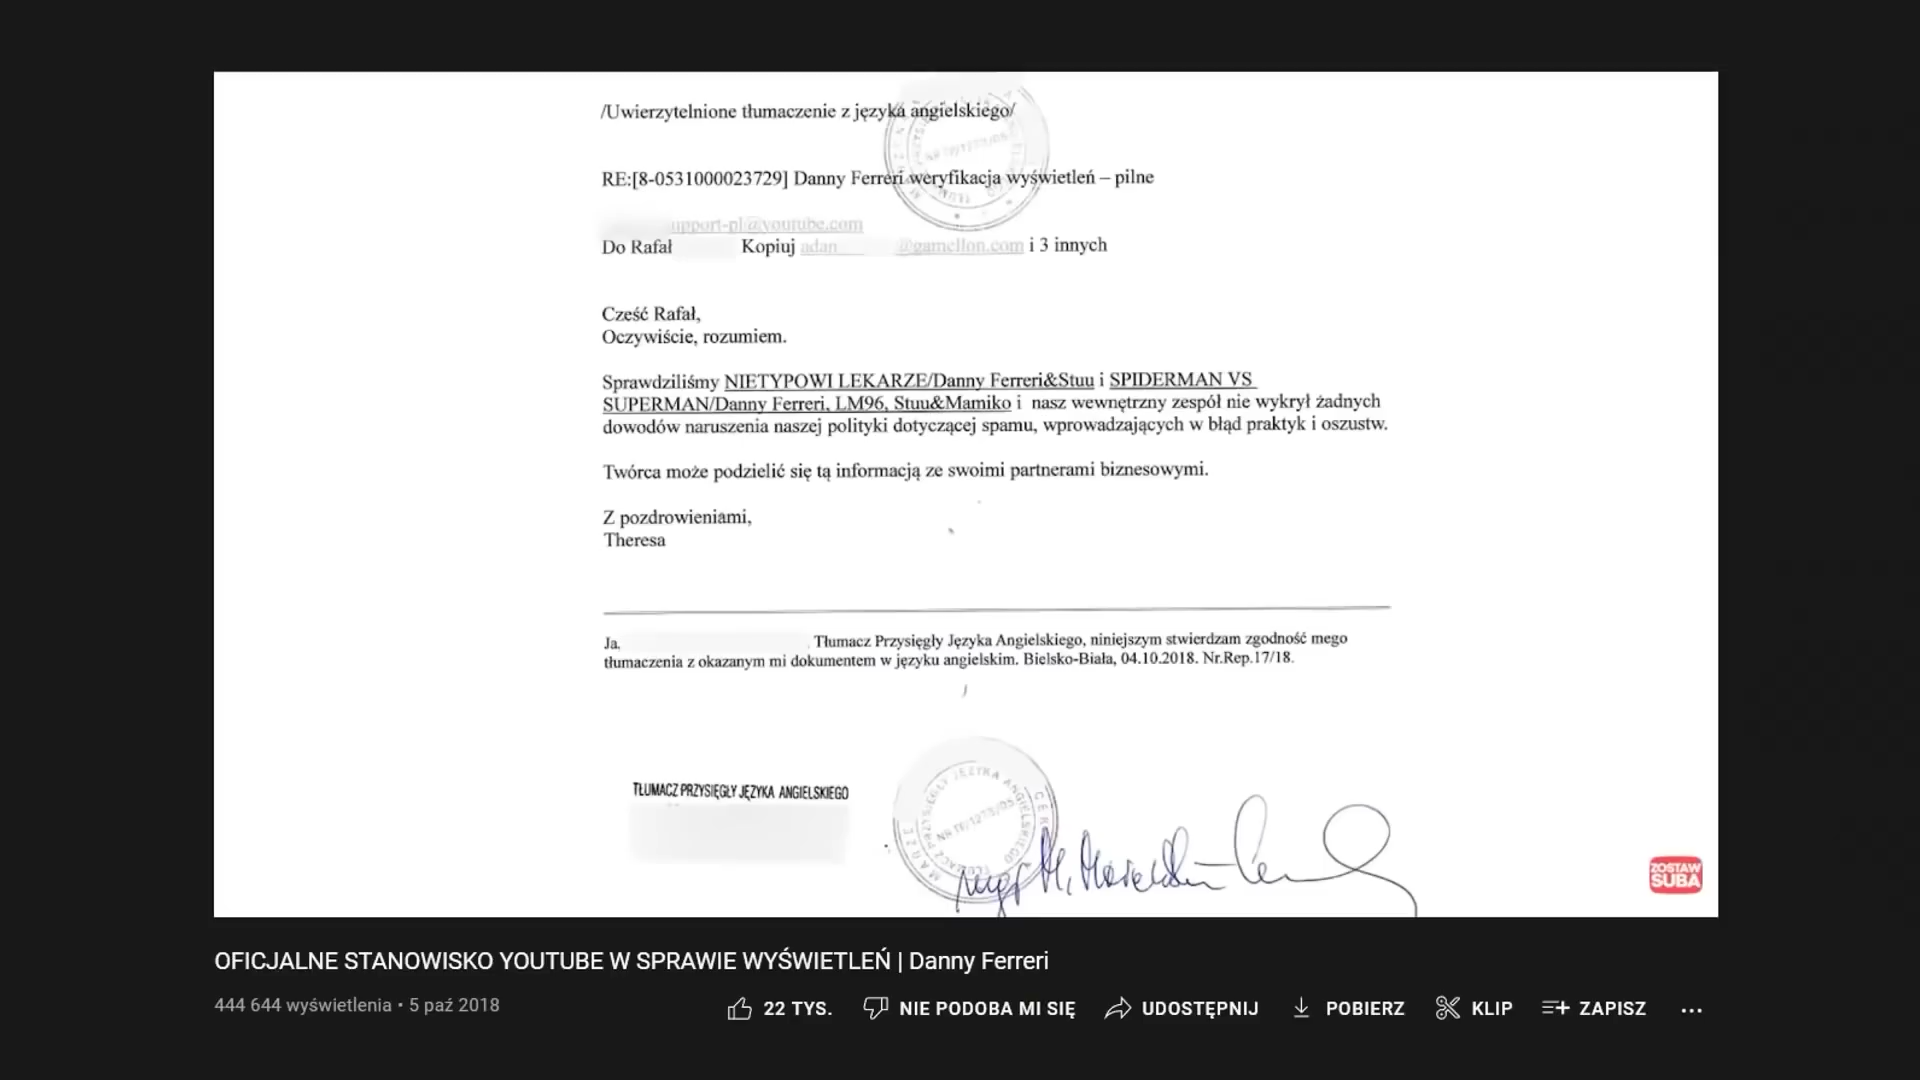 /Uwierzytelnione tłumaczenie z języka angielskiego/
RE:[8-0531000023729] Danny Ferreri weryfikacja wyświetleń – pilne
upport-pl@youtube.com
Do Rafał Kopiuj adan @gamellon.com i 3 innych
Cześć Rafał,
Oczywiście, rozumiem.
Sprawdziliśmy NIETYPOWI LEKARZE/Danny Ferreri&Stuu i SPIDERMAN VS
SUPERMAN/Danny Ferreri, LM96, Stuu&Mamiko i nasz wewnętrzny zespół nie wykrył żadnych
dowodów naruszenia naszej polityki dotyczącej spamu, wprowadzających w błąd praktyk i oszustw.
Twórca może podzielić się tą informacją ze swoimi partnerami biznesowymi.
Z pozdrowieniami,
Theresa
Ja, Tłumacz Przysięgły Języka Angielskiego, niniejszym stwierdzam zgodność mego
tłumaczenia z okazanym mi dokumentem w języku angielskim. Bielsko-Biała, 04.10.2018. Nr.Rep.17/18.
TŁUMACZ PRZYSIĘGŁY JĘZYKA ANGIELSKIEGO
TŁUMACZ PRZYSIĘGŁY JĘZYKA ANGIELSKIEGO
mgr M.
ZOSTAW
SUBA
OFICJALNE STANOWISKO YOUTUBE W SPRAWIE WYŚWIETLEŃ | Danny Ferreri
444 644 wyświetlenia • 5 paź 2018
22 TYS. NIE PODOBA MI SIĘ UDOSTĘPNIJ POBIERZ KLIP ZAPISZ ...